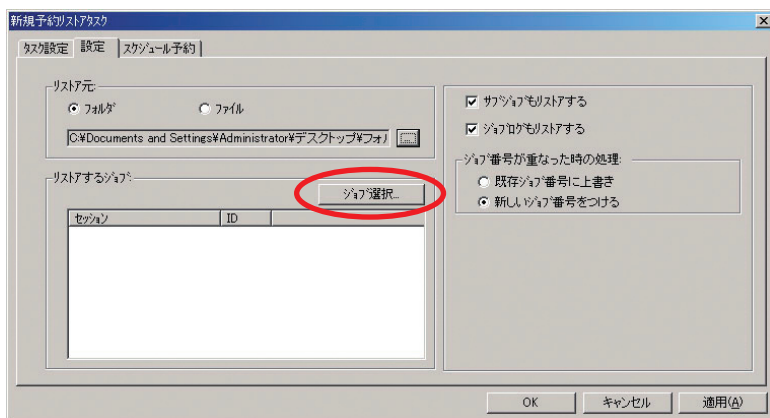 新規予約リストアタスク
タスク設定 設定 スケジュール予約
リストア元:
フォルダ ファイル
C:¥Documents and Settings¥Administrator¥デスクトップ¥フォ
...
リストアするジョブ:
ジョブ選択...
セッション ID
サブジョブもリストアする
ジョブログもリストアする
ジョブ番号が重なった時の処理:
既存ジョブ番号に上書き
新しいジョブ番号をつける
OK キャンセル 適用(A)